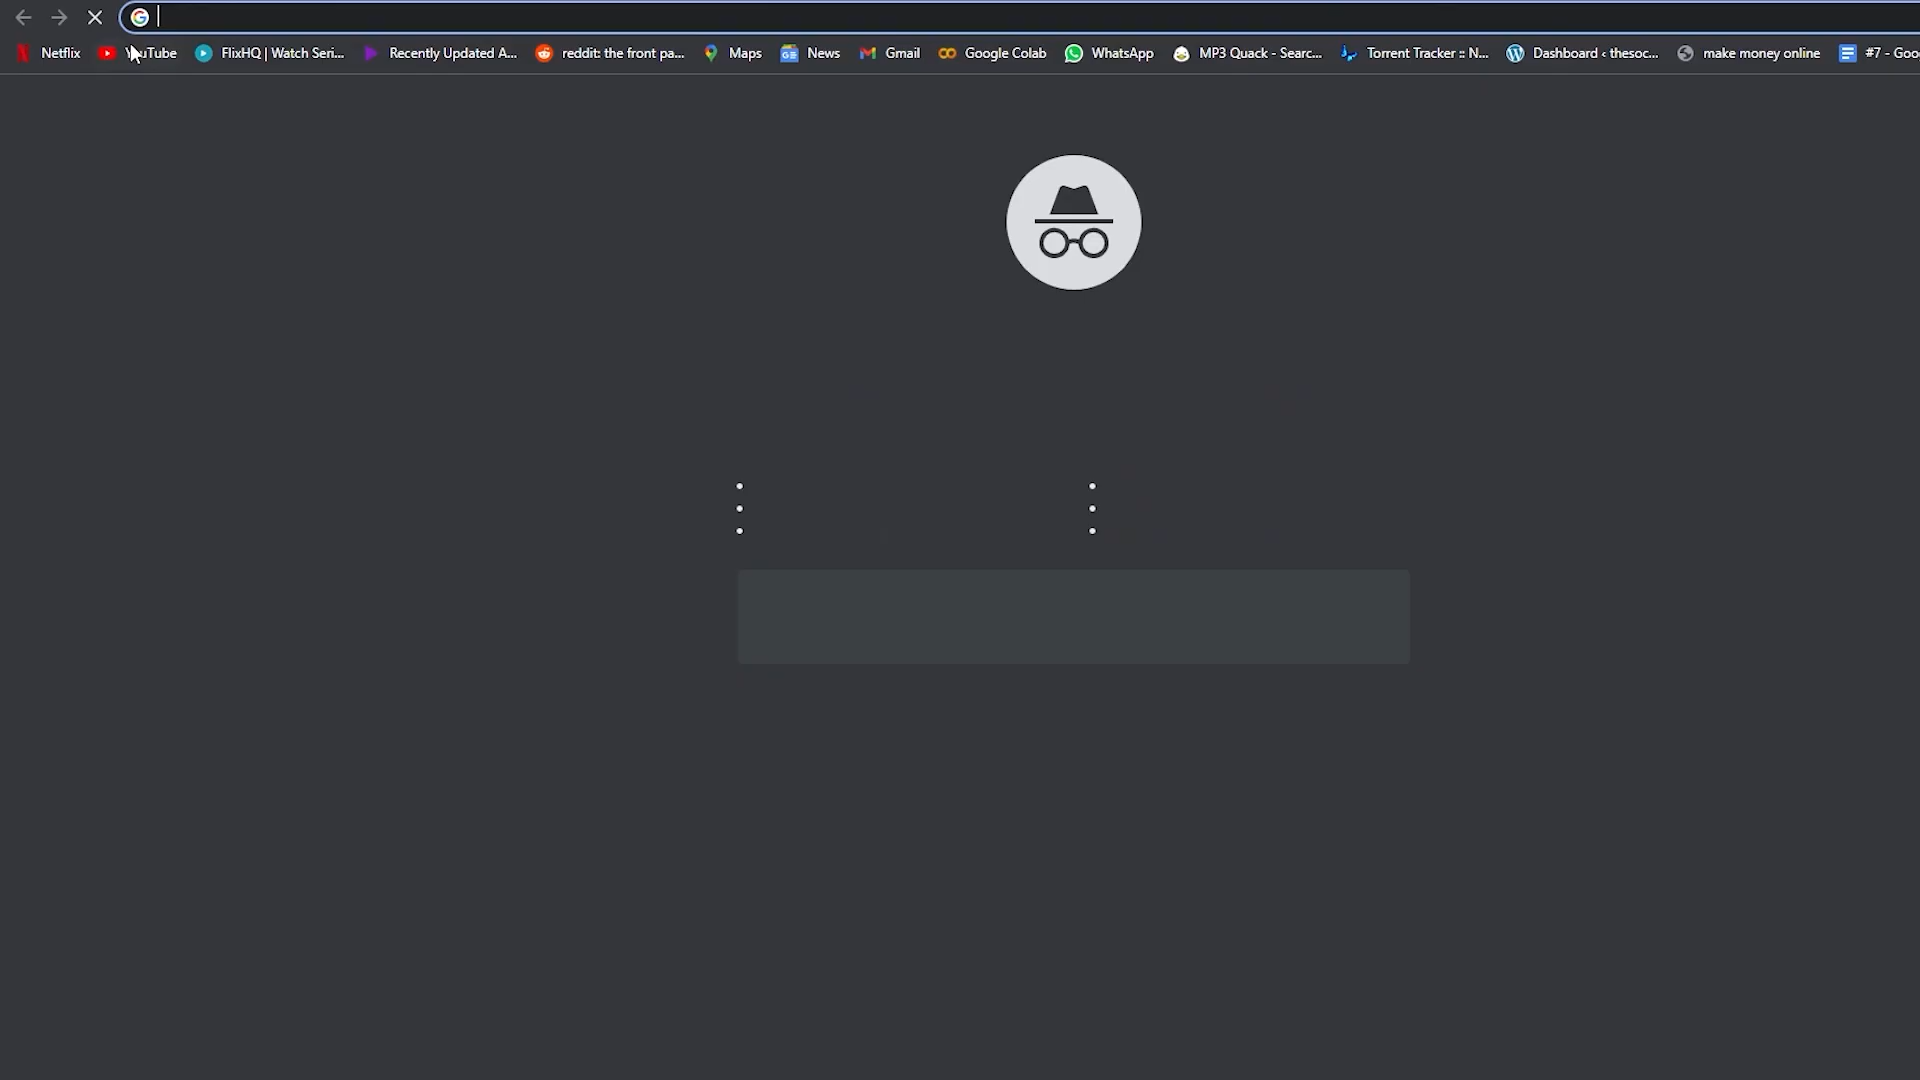 Netflix YouTube FlixHQ | Watch Seri... Recently Updated A... reddit: the front pa... Maps News Gmail Google Colab WhatsApp MP3 Quack - Searc... Torrent Tracker :: N... Dashboard ‹ thesoc... make money online #7 - Goo